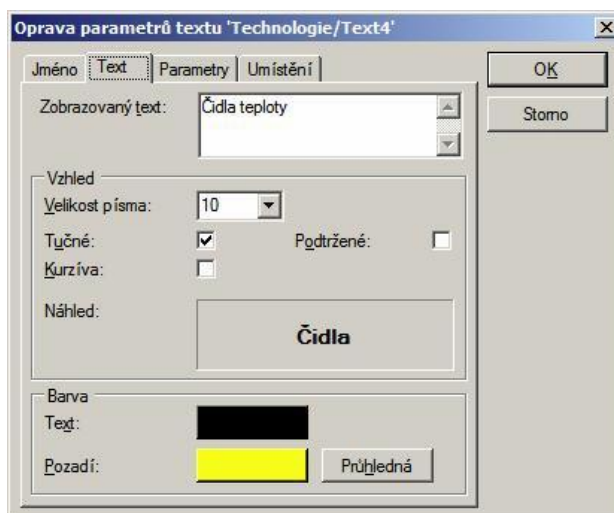 Oprava parametrů textu 'Technologie/Text4'
Jméno Text Parametry Umístění
OK
Storno
Zobrazovaný text: Čidla teploty
Vzhled
Velikost písma: 10
Tučné: Podtržené:
Kurzíva:
Náhled: Čidla
Barva
Text:
Pozadí: Průhledná